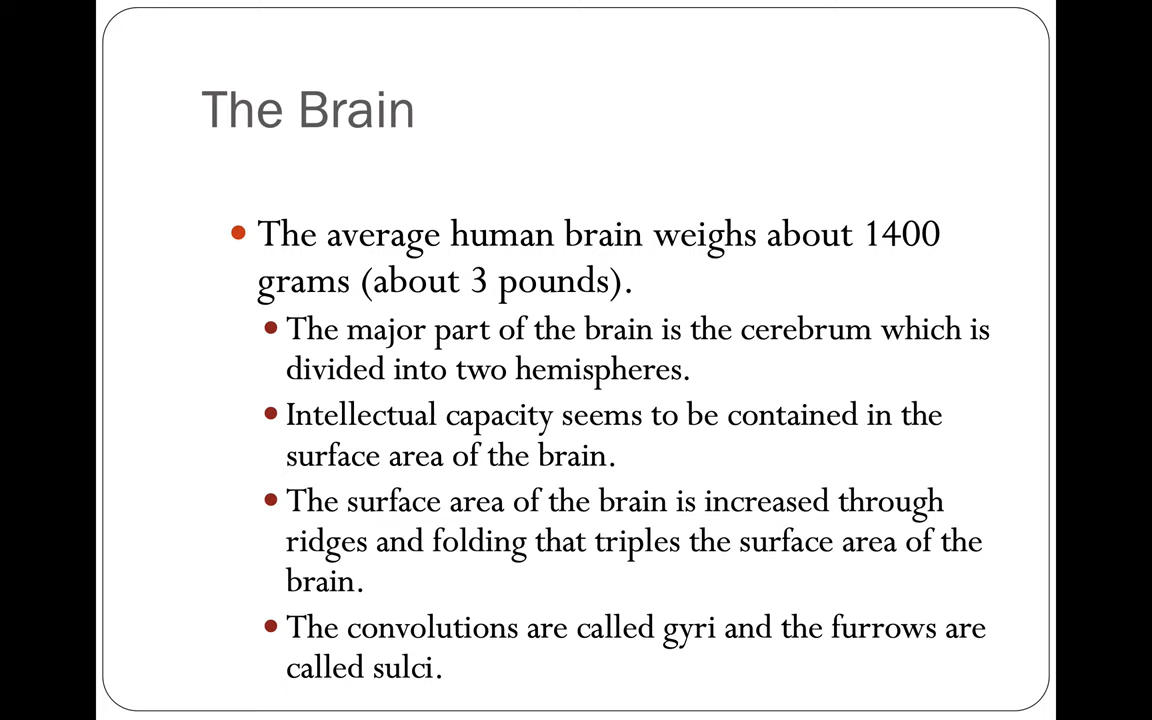 The Brain
• The average human brain weighs about 1400
grams (about 3 pounds).
• The major part of the brain is the cerebrum which is
divided into two hemispheres.
• Intellectual capacity seems to be contained in the
surface area of the brain.
• The surface area of the brain is increased through
ridges and folding that triples the surface area of the
brain.
• The convolutions are called gyri and the furrows are
called sulci.